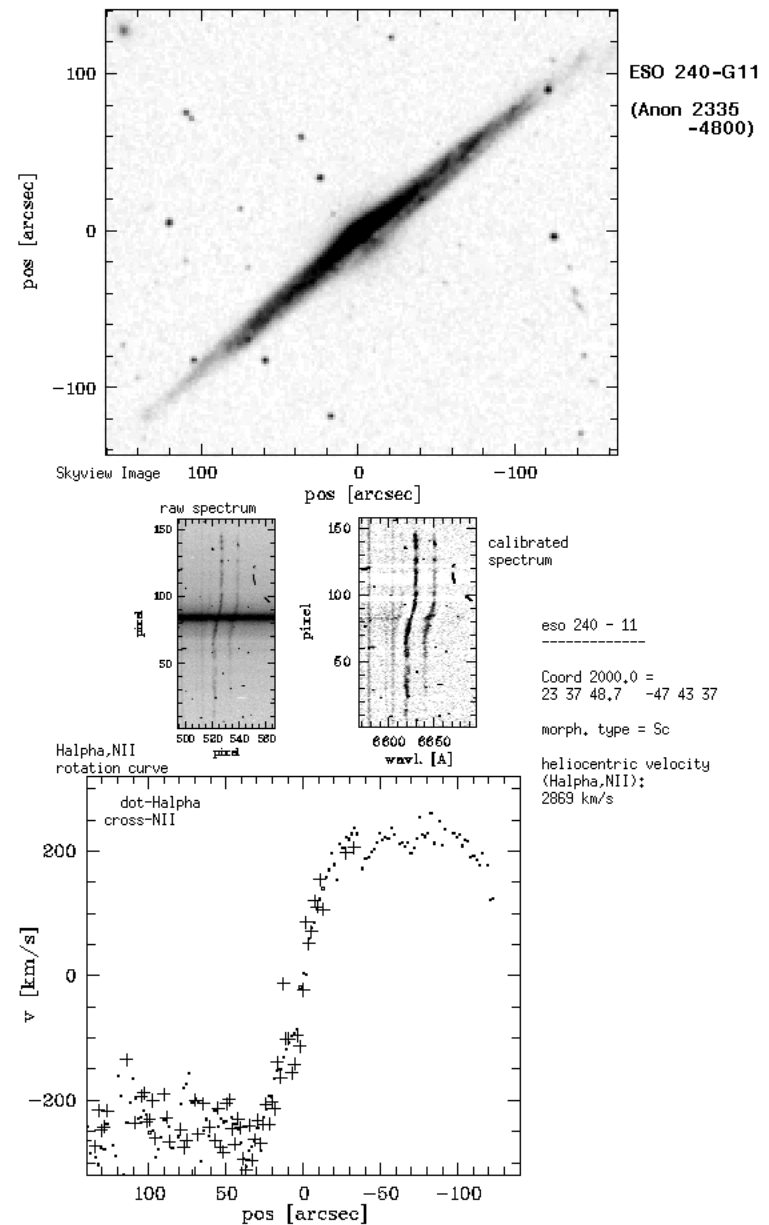 ESO 240-G11
(Anon 2335
-4800)
100
0
-100
pos [arcsec]
100
0
-100
Skyview Image
pos [arcsec]
raw spectrum
150
100
50
pixel
500 520 540 560
pixel
150
100
50
pixel
6600 6650
wavl. [A]
calibrated
spectrum
eso 240 - 11
--------------
Coord 2000.0 =
23 37 48.7 -47 43 37
morph. type = Sc
heliocentric velocity
(Halpha,NII):
2869 km/s
Halpha,NII
rotation curve
dot-Halpha
cross-NII
200
0
-200
v [km/s]
100 50 0 -50 -100
pos [arcsec]